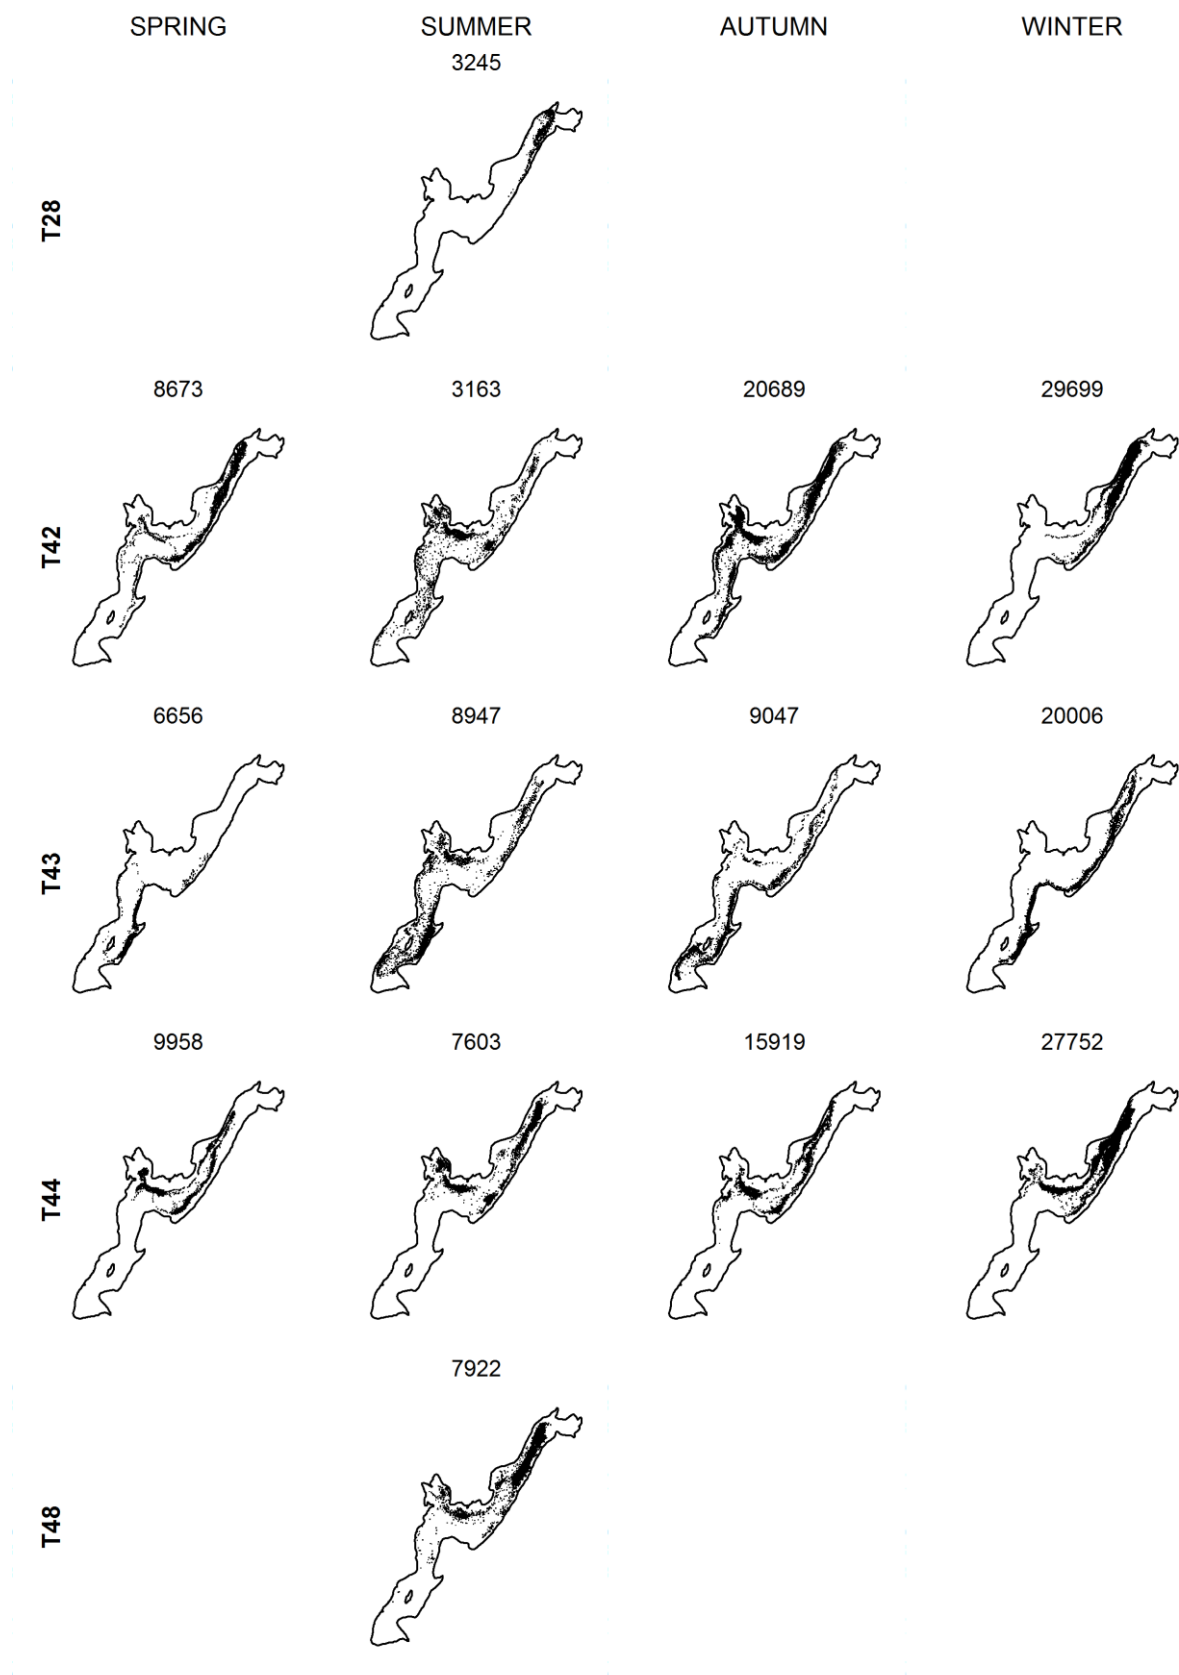 SPRING SUMMER AUTUMN WINTER
3245
T28
8673 3163 20689 29699
T42
6656 8947 9047 20006
T43
9958 7603 15919 27752
T44
7922
T48